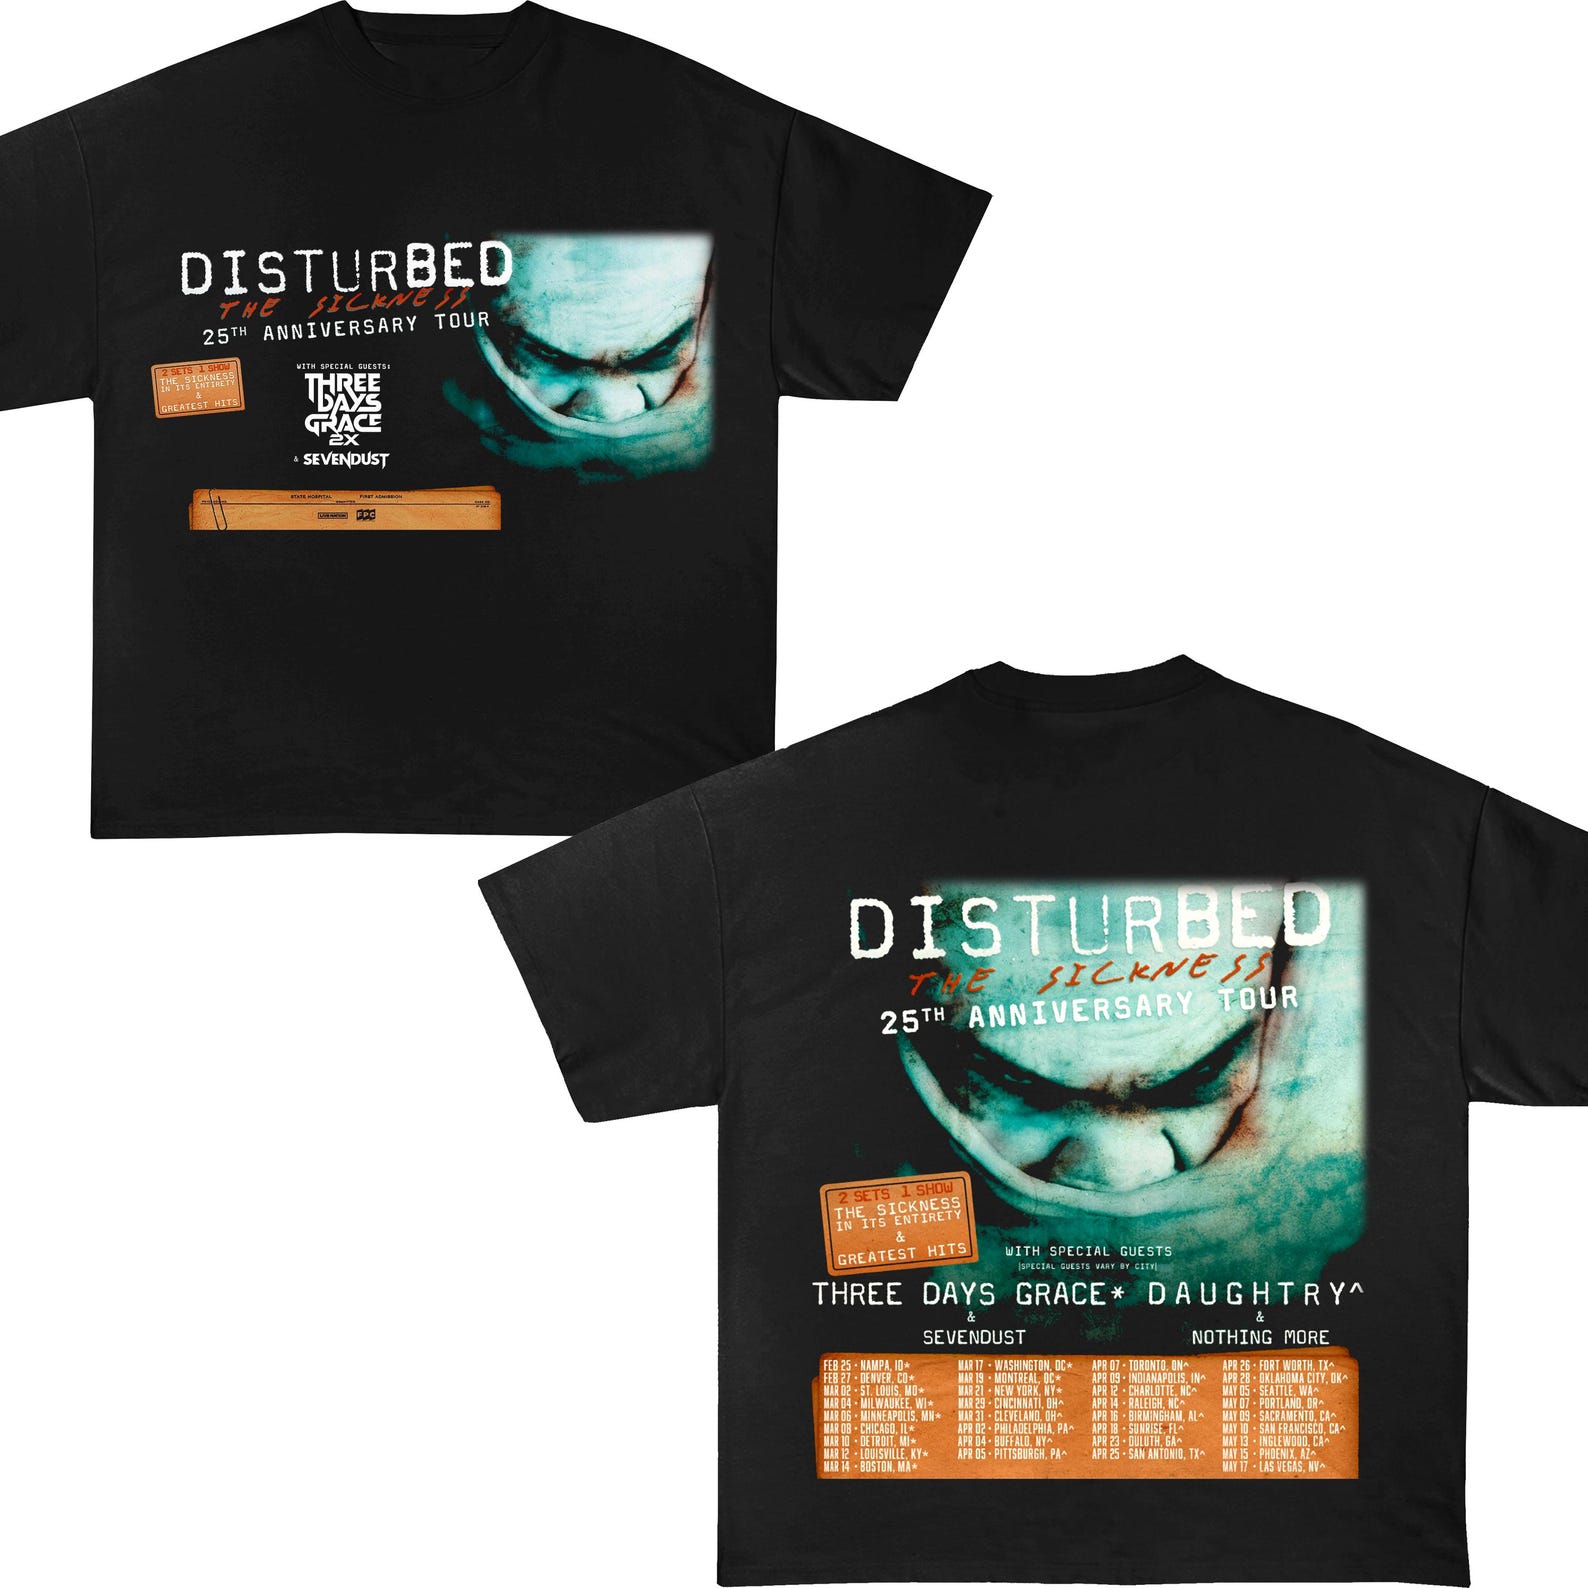 DISTURBED
THE SICKNESS
25TH ANNIVERSARY TOUR
2 SETS 1 SHOW
THE SICKNESS
IN ITS ENTIRETY
&
GREATEST HITS
WITH SPECIAL GUESTS:
THREE
DAYS
GRACE
2X
& SEVENDUST
STATE HOSPITAL FIRST ADMISSION
LIVE NATION FPC
DISTURBED
THE SICKNESS
25TH ANNIVERSARY TOUR
2 SETS 1 SHOW
THE SICKNESS
IN ITS ENTIRETY
&
GREATEST HITS
WITH SPECIAL GUESTS
|SPECIAL GUESTS VARY BY CITY|
THREE DAYS GRACE* DAUGHTRY^
& &
SEVENDUST NOTHING MORE
FEB 25 • NAMPA, ID*
FEB 27 • DENVER, CO*
MAR 02 • ST. LOUIS, MO*
MAR 04 • MILWAUKEE, WI*
MAR 06 • MINNEAPOLIS, MN*
MAR 08 • CHICAGO, IL*
MAR 10 • DETROIT, MI*
MAR 12 • LOUISVILLE, KY*
MAR 14 • BOSTON, MA*
MAR 17 • WASHINGTON, DC*
MAR 19 • MONTREAL, QC*
MAR 21 • NEW YORK, NY*
MAR 29 • CINCINNATI, OH^
MAR 31 • CLEVELAND, OH^
APR 02 • PHILADELPHIA, PA^
APR 04 • BUFFALO, NY^
APR 05 • PITTSBURGH, PA^
APR 07 • TORONTO, ON^
APR 09 • INDIANAPOLIS, IN^
APR 12 • CHARLOTTE, NC^
APR 14 • RALEIGH, NC^
APR 16 • BIRMINGHAM, AL^
APR 18 • SUNRISE, FL^
APR 23 • DULUTH, GA^
APR 25 • SAN ANTONIO, TX^
APR 26 • FORT WORTH, TX^
APR 28 • OKLAHOMA CITY, OK^
MAY 05 • SEATTLE, WA^
MAY 07 • PORTLAND, OR^
MAY 09 • SACRAMENTO, CA^
MAY 10 • SAN FRANCISCO, CA^
MAY 13 • INGLEWOOD, CA^
MAY 15 • PHOENIX, AZ^
MAY 17 • LAS VEGAS, NV^